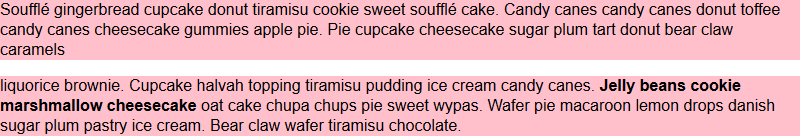 Soufflé gingerbread cupcake donut tiramisu cookie sweet soufflé cake. Candy canes candy canes donut toffee
candy canes cheesecake gummies apple pie. Pie cupcake cheesecake sugar plum tart donut bear claw
caramels
liquorice brownie. Cupcake halvah topping tiramisu pudding ice cream candy canes. Jelly beans cookie
marshmallow cheesecake oat cake chupa chups pie sweet wypas. Wafer pie macaroon lemon drops danish
sugar plum pastry ice cream. Bear claw wafer tiramisu chocolate.